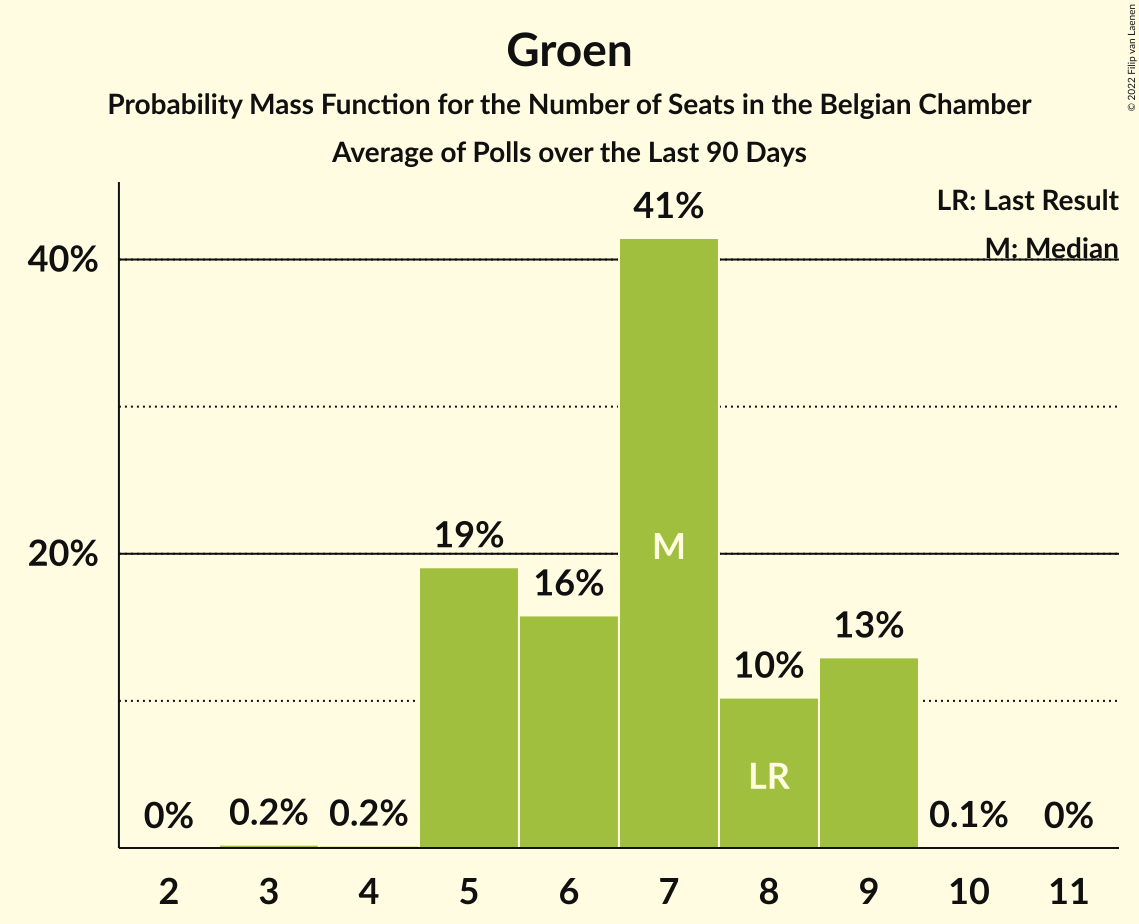 Groen
Probability Mass Function for the Number of Seats in the Belgian Chamber
Average of Polls over the Last 90 Days
© 2022 Filip van Laenen
LR: Last Result
M: Median
40%
20%
0%
0.2%
0.2%
19%
16%
41%
M
10%
LR
13%
0.1%
0%
2 3 4 5 6 7 8 9 10 11